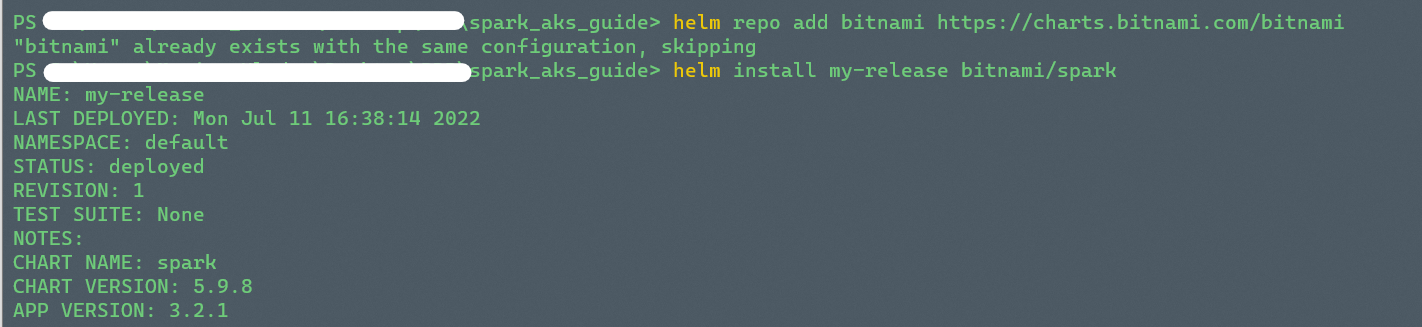 PS \spark_aks_guide> helm repo add bitnami https://charts.bitnami.com/bitnami
"bitnami" already exists with the same configuration, skipping
PS spark_aks_guide> helm install my-release bitnami/spark
NAME: my-release
LAST DEPLOYED: Mon Jul 11 16:38:14 2022
NAMESPACE: default
STATUS: deployed
REVISION: 1
TEST SUITE: None
NOTES:
CHART NAME: spark
CHART VERSION: 5.9.8
APP VERSION: 3.2.1